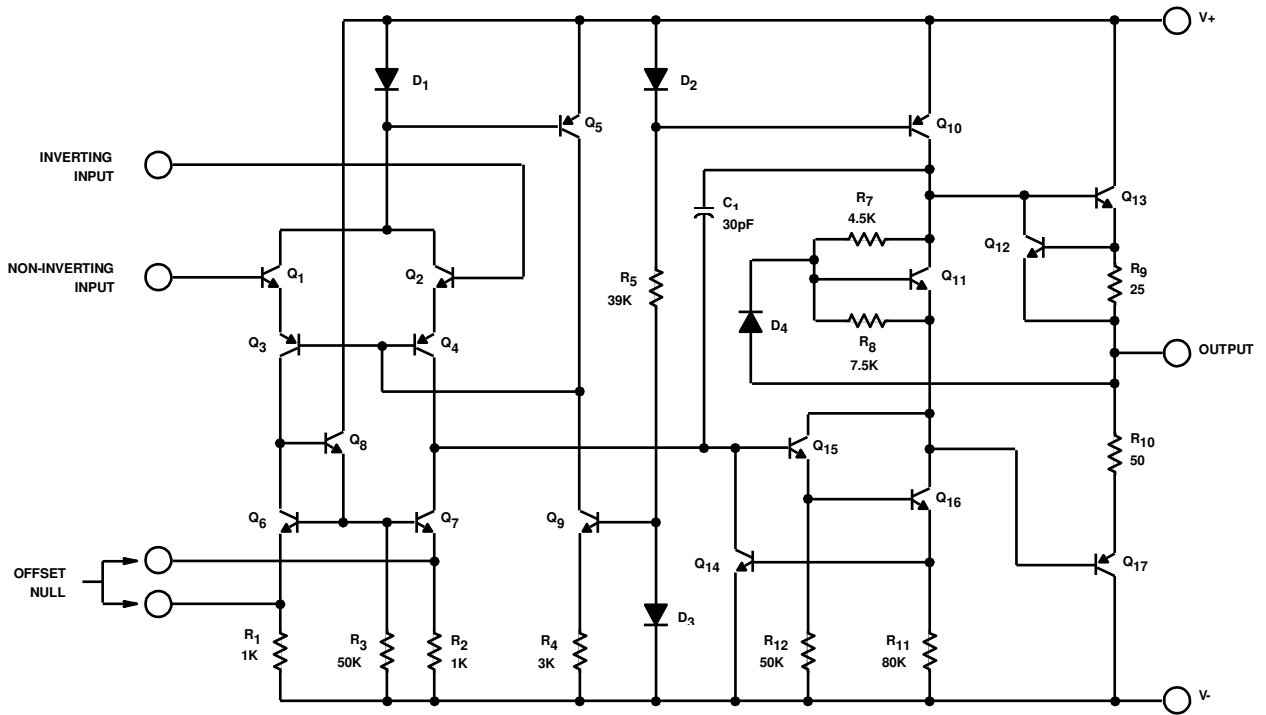 V+
D1
D2
Q5
Q10
INVERTING
INPUT
Q13
C1
30pF
R7
4.5K
Q12
NON-INVERTING
INPUT
Q1
Q2
R5
39K
Q11
R9
25
D4
Q3
Q4
R8
7.5K
OUTPUT
Q8
Q15
R10
50
Q6
Q7
Q9
Q16
Q14
Q17
OFFSET
NULL
D3
R1
1K
R3
50K
R2
1K
R4
3K
R12
50K
R11
80K
V-